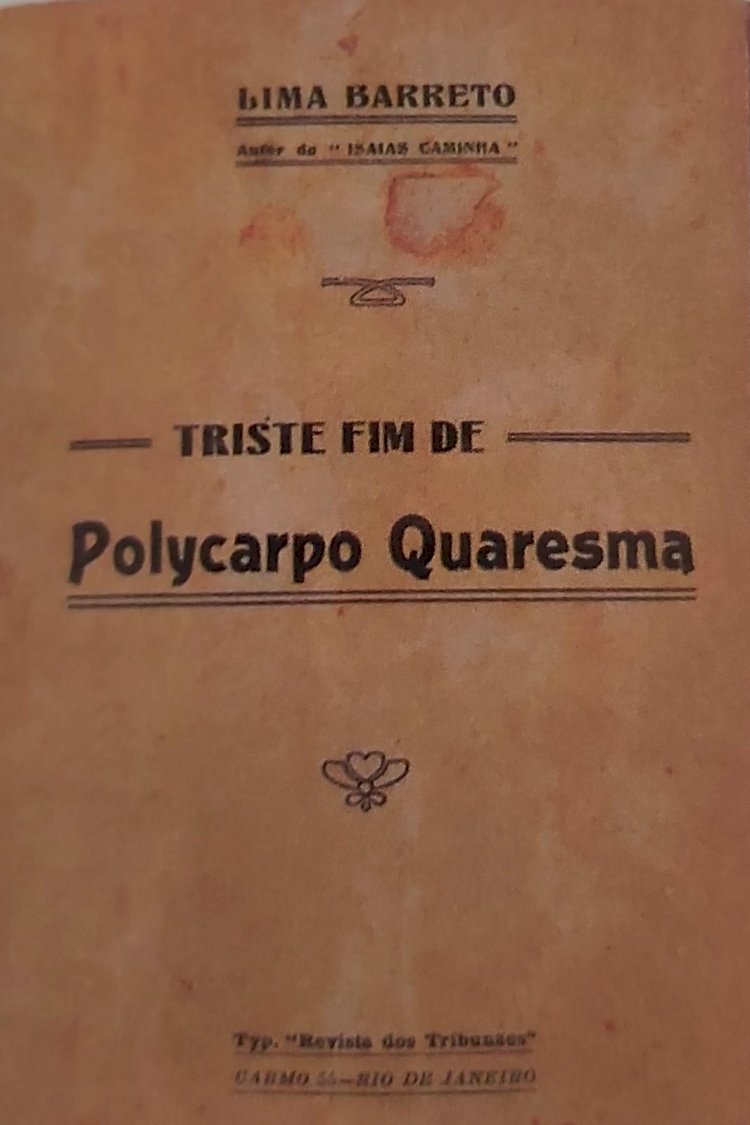 LIMA BARRETO
Autor do "ISAIAS CAMINHA"
TRISTE FIM DE
Polycarpo Quaresma
Typ. "Revista dos Tribunaes"
CARMO 55—RIO DE JANEIRO